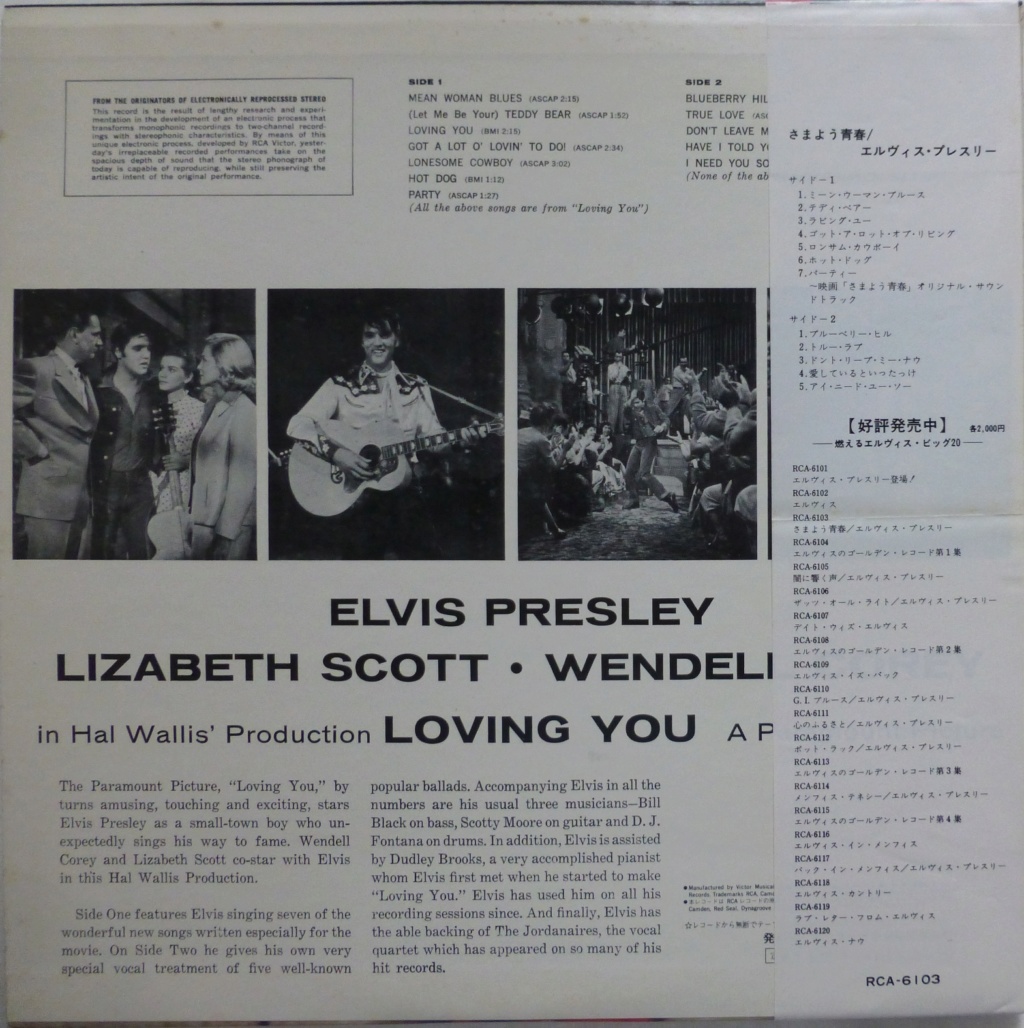 FROM THE ORIGINATORS OF ELECTRONICALLY REPROCESSED STEREO
This record is the result of lengthy research and experi-
mentation in the development of an electronic process that
transforms monophonic recordings to two-channel record-
ings with stereophonic characteristics. By means of this
unique electronic process, developed by RCA Victor, yester-
day's irreplaceable recorded performances take on the
spacious depth of sound that the stereo phonograph of
today is capable of reproducing, while still preserving the
artistic intent of the original performance.
SIDE 1
MEAN WOMAN BLUES (ASCAP 2:15)
(Let Me Be Your) TEDDY BEAR (ASCAP 1:52)
LOVING YOU (BMI 2:15)
GOT A LOT O' LOVIN' TO DO! (ASCAP 2:34)
LONESOME COWBOY (ASCAP 3:02)
HOT DOG (BMI 1:12)
PARTY (ASCAP 1:27)
(All the above songs are from "Loving You")
SIDE 2
BLUEBERRY HIL
TRUE LOVE (AS
DON'T LEAVE M
HAVE I TOLD Y
I NEED YOU SO
(None of the ab
ELVIS PRESLEY
LIZABETH SCOTT • WENDELL
in Hal Wallis' Production LOVING YOU A P
The Paramount Picture, "Loving You," by
turns amusing, touching and exciting, stars
Elvis Presley as a small-town boy who un-
expectedly sings his way to fame. Wendell
Corey and Lizabeth Scott co-star with Elvis
in this Hal Wallis Production.
Side One features Elvis singing seven of the
wonderful new songs written especially for the
movie. On Side Two he gives his own very
special vocal treatment of five well-known
popular ballads. Accompanying Elvis in all the
numbers are his usual three musicians—Bill
Black on bass, Scotty Moore on guitar and D. J.
Fontana on drums. In addition, Elvis is assisted
by Dudley Brooks, a very accomplished pianist
whom Elvis first met when he started to make
"Loving You." Elvis has used him on all his
recording sessions since. And finally, Elvis has
the able backing of The Jordanaires, the vocal
quartet which has appeared on so many of his
hit records.
●Manufactured by Victor Musical
Records. Trademarks RCA, Cam
●本レコードは RCA レコードの
Camden, Red Seal, Dynagroove
☆レコードから無断でテー
発
さまよう青春/
エルヴィス・プレスリー
サイド-1
1.ミーン・ウーマン・ブルース
2.テディ・ベアー
3.ラビング・ユー
4.ゴット・ア・ロット・オブ・リビング
5.ロンサム・カウボーイ
6.ホット・ドッグ
7.パーティー
～映画「さまよう青春」オリジナル・サウン
ドトラック
サイド-2
1.ブルーベリー・ヒル
2.トルー・ラブ
3.ドント・リーブ・ミー・ナウ
4.愛しているといったっけ
5.アイ・ニード・ユー・ソー
【好評発売中】 各2,000円
──燃えるエルヴィス・ビッグ20──
RCA-6101
エルヴィス・プレスリー登場!
RCA-6102
エルヴィス
RCA-6103
さまよう青春/エルヴィス・プレスリー
RCA-6104
エルヴィスのゴールデン・レコード第1集
RCA-6105
闇に響く声/エルヴィス・プレスリー
RCA-6106
ザッツ・オール・ライト/エルヴィス・プレスリー
RCA-6107
デイト・ウィズ・エルヴィス
RCA-6108
エルヴィスのゴールデン・レコード第2集
RCA-6109
エルヴィス・イズ・バック
RCA-6110
G.I.ブルース/エルヴィス・プレスリー
RCA-6111
心のふるさと/エルヴィス・プレスリー
RCA-6112
ポット・ラック/エルヴィス・プレスリー
RCA-6113
エルヴィスのゴールデン・レコード第3集
RCA-6114
メンフィス・テネシー/エルヴィス・プレスリー
RCA-6115
エルヴィスのゴールデン・レコード第4集
RCA-6116
エルヴィス・イン・メンフィス
RCA-6117
バック・イン・メンフィス/エルヴィス・プレスリー
RCA-6118
エルヴィス・カントリー
RCA-6119
ラブ・レター・フロム・エルヴィス
RCA-6120
エルヴィス・ナウ
RCA-6103